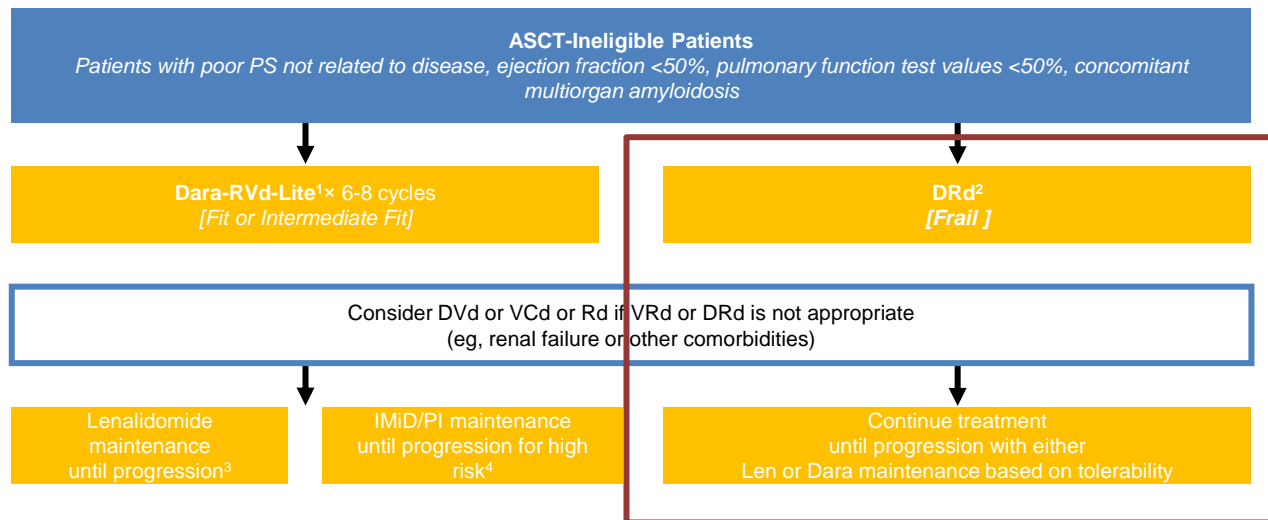 ASCT-Ineligible Patients
Patients with poor PS not related to disease, ejection fraction <50%, pulmonary function test values <50%, concomitant
multiorgan amyloidosis
Dara-RVd-Lite¹× 6-8 cycles
[Fit or Intermediate Fit]
DRd²
[Frail ]
Consider DVd or VCd or Rd if VRd or DRd is not appropriate
(eg, renal failure or other comorbidities)
Lenalidomide
maintenance
until progression³
IMiD/PI maintenance
until progression for high
risk⁴
Continue treatment
until progression with either
Len or Dara maintenance based on tolerability